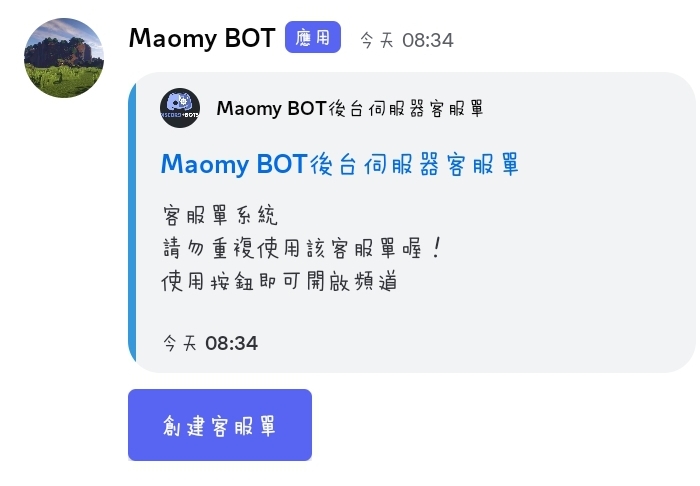 Maomy BOT 應用 今天 08:34
Maomy BOT後台伺服器客服單
Maomy BOT後台伺服器客服單
客服單系統
請勿重複使用該客服單喔！
使用按鈕即可開啟頻道
今天 08:34
創建客服單